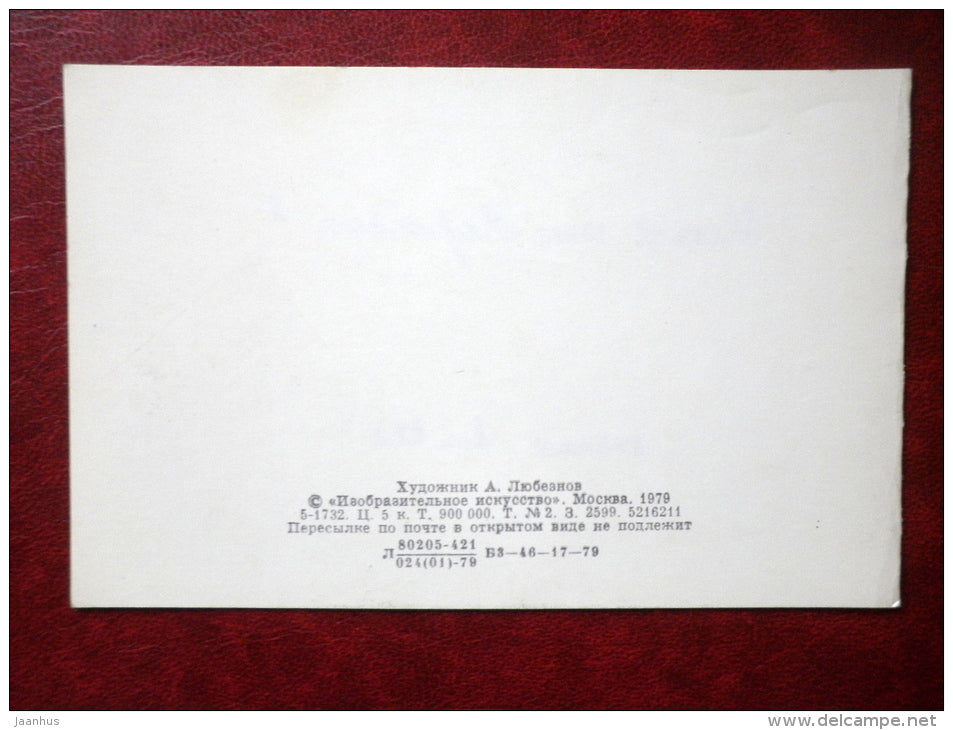 Художник А. Любезнов
© «Изобразительное искусство». Москва. 1979
5-1732. Ц. 5 к. Т. 900 000. Т. № 2. З. 2599. 5216211
Пересылке по почте в открытом виде не подлежит
Л 80205-421 БЗ—46—17—79
024(01)-79
jaanhus
www.delcampe.net